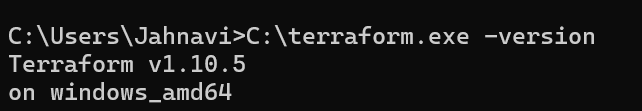 C:\Users\Jahnavi>C:\terraform.exe -version
Terraform v1.10.5
on windows_amd64